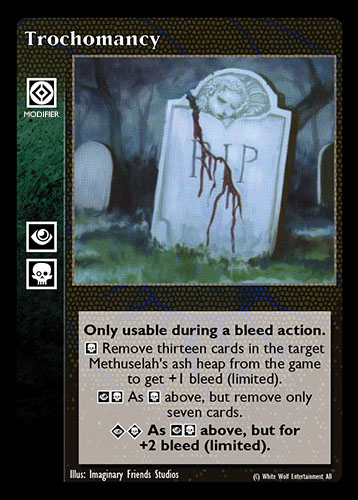 Trochomancy
MODIFIER
RIP
Only usable during a bleed action.
Remove thirteen cards in the target
Methuselah's ash heap from the game
to get +1 bleed (limited).
As above, but remove only
seven cards.
As above, but for
+2 bleed (limited).
Illus: Imaginary Friends Studios
(C) White Wolf Entertainment AB